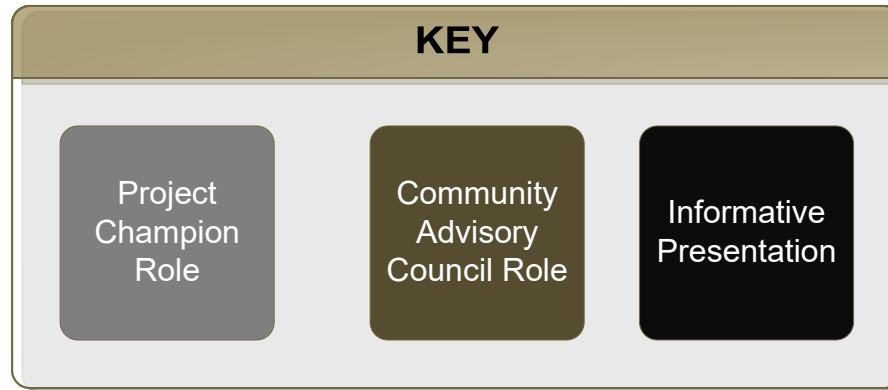 KEY
Project
Champion
Role
Community
Advisory
Council Role
Informative
Presentation